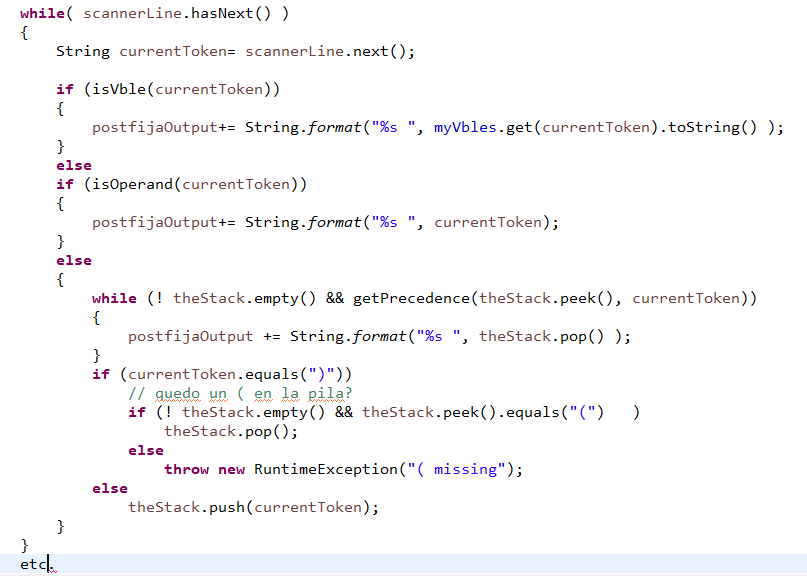 while( scannerLine.hasNext() )
{
String currentToken= scannerLine.next();
if (isVble(currentToken))
{
postfijaOutput+= String.format("%s ", myVbles.get(currentToken).toString() );
}
else
if (isOperand(currentToken))
{
postfijaOutput+= String.format("%s ", currentToken);
}
else
{
while (! theStack.empty() && getPrecedence(theStack.peek(), currentToken))
{
postfijaOutput += String.format("%s ", theStack.pop() );
}
if (currentToken.equals(")"))
// quedo un ( en la pila?
if (! theStack.empty() && theStack.peek().equals("(")   )
theStack.pop();
else
throw new RuntimeException("( missing");
else
theStack.push(currentToken);
}
}
etc.